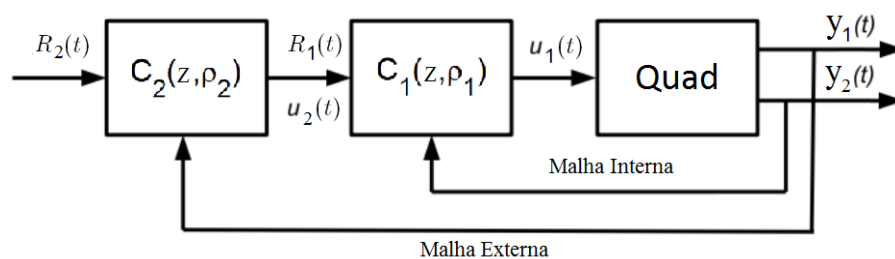 R₂(t)
C₂(z,ρ₂)
R₁(t)
u₂(t)
C₁(z,ρ₁)
u₁(t)
Quad
y₁(t)
y₂(t)
Malha Interna
Malha Externa